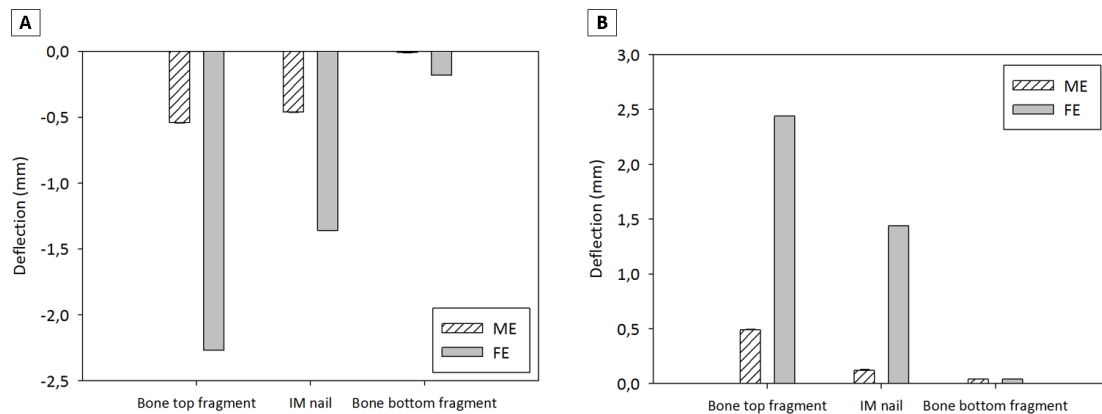 A
0,0
-0,5
-1,0
-1,5
-2,0
-2,5
Deflection (mm)
ME
FE
Bone top fragment IM nail Bone bottom fragment
B
3,0
2,5
2,0
1,5
1,0
0,5
0,0
Deflection (mm)
ME
FE
Bone top fragment IM nail Bone bottom fragment